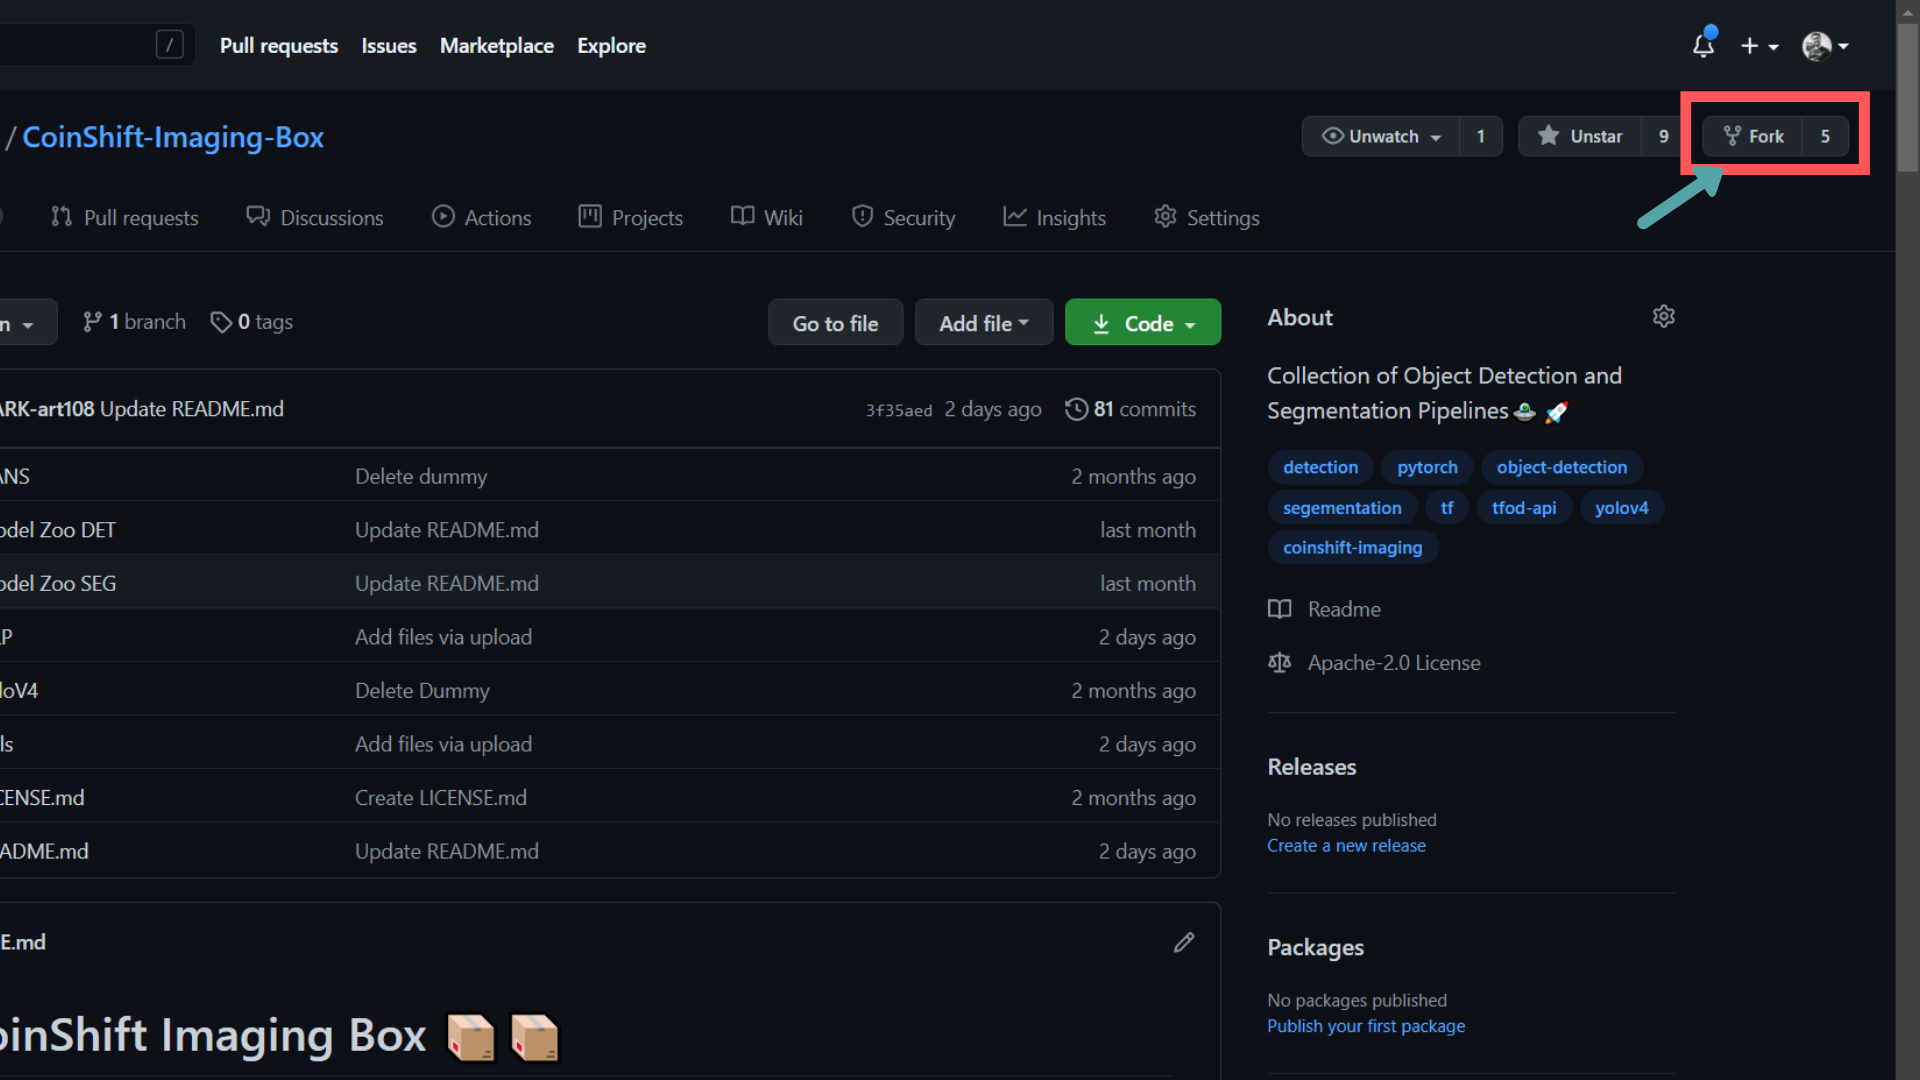 / Pull requests Issues Marketplace Explore
/ CoinShift-Imaging-Box Unwatch 1 Unstar 9 Fork 5
Pull requests Discussions Actions Projects Wiki Security Insights Settings
n 1 branch 0 tags Go to file Add file Code
ARK-art108 Update README.md 3f35aed 2 days ago 81 commits
ANS Delete dummy 2 months ago
odel Zoo DET Update README.md last month
odel Zoo SEG Update README.md last month
LP Add files via upload 2 days ago
loV4 Delete Dummy 2 months ago
ls Add files via upload 2 days ago
CENSE.md Create LICENSE.md 2 months ago
ADME.md Update README.md 2 days ago
E.md
oinShift Imaging Box
About
Collection of Object Detection and
Segmentation Pipelines🛸 🚀
detection pytorch object-detection
segementation tf tfod-api yolov4
coinshift-imaging
Readme
Apache-2.0 License
Releases
No releases published
Create a new release
Packages
No packages published
Publish your first package